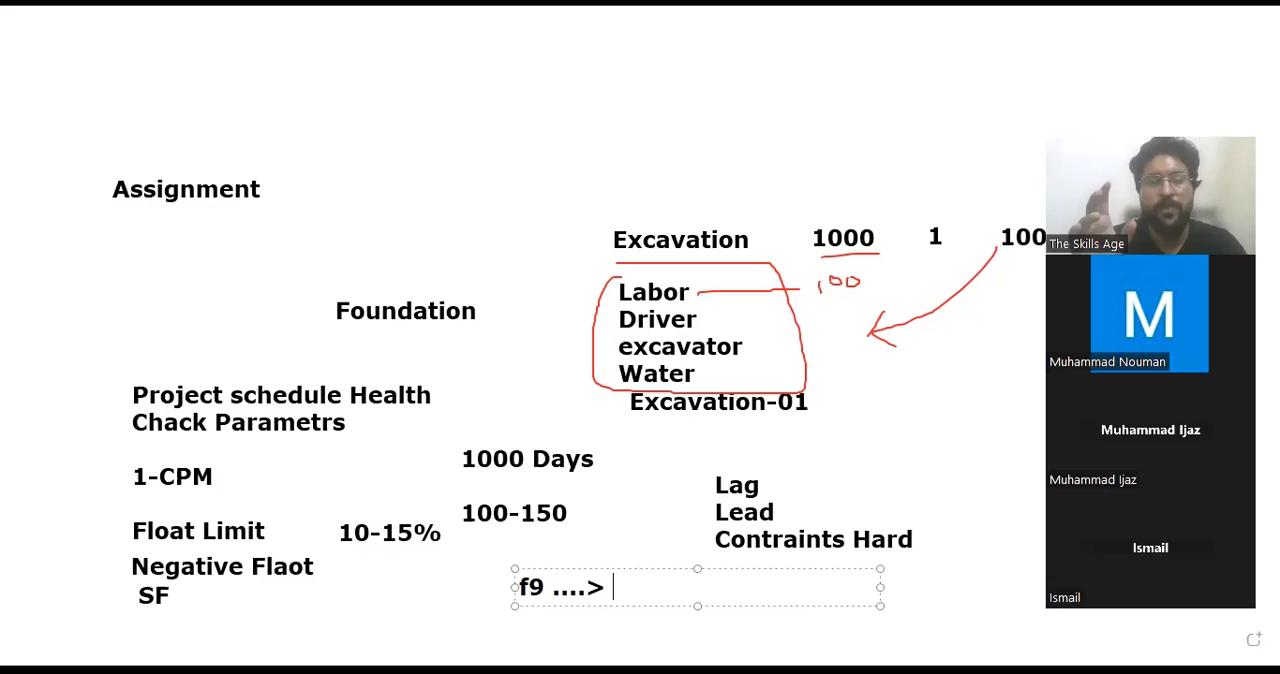 Assignment
Excavation 1000 1 100
The Skills Age
Labor 100
Foundation
Driver
excavator
Water
Muhammad Nouman
M
Project schedule Health
Chack Parametrs
Excavation-01
Muhammad Ijaz
1000 Days
1-CPM
Muhammad Ijaz
Lag
Lead
Contraints Hard
100-150
Float Limit 10-15%
Ismail
Negative Flaot
f9 ....>
SF
Ismail